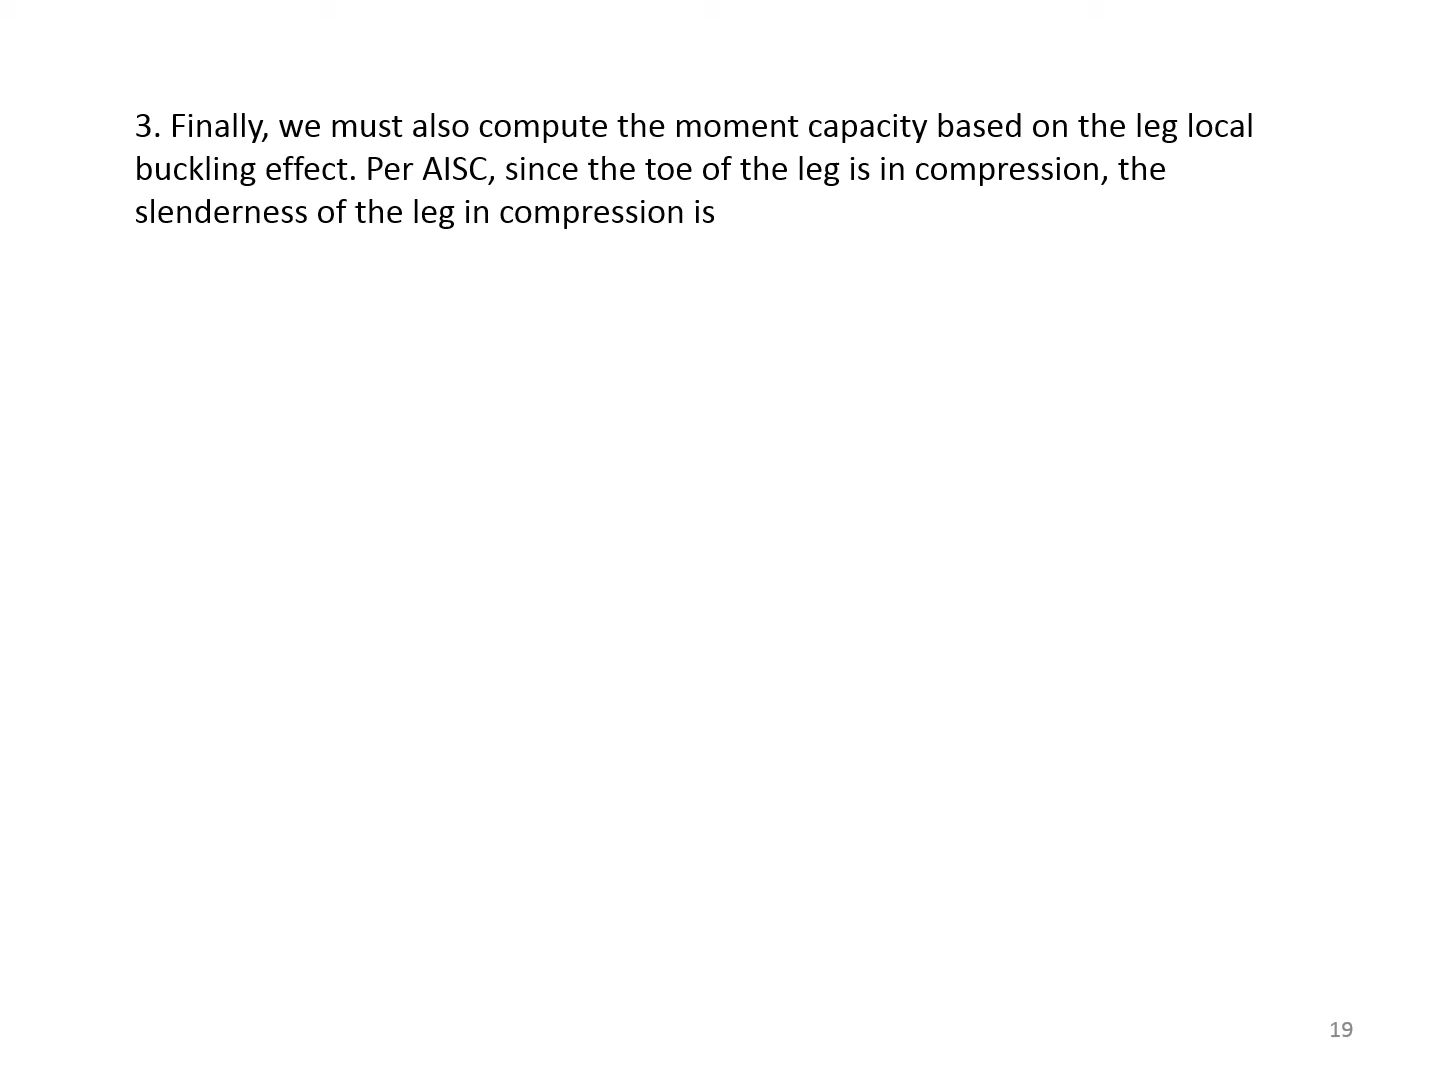 3. Finally, we must also compute the moment capacity based on the leg local
buckling effect. Per AISC, since the toe of the leg is in compression, the
slenderness of the leg in compression is
19